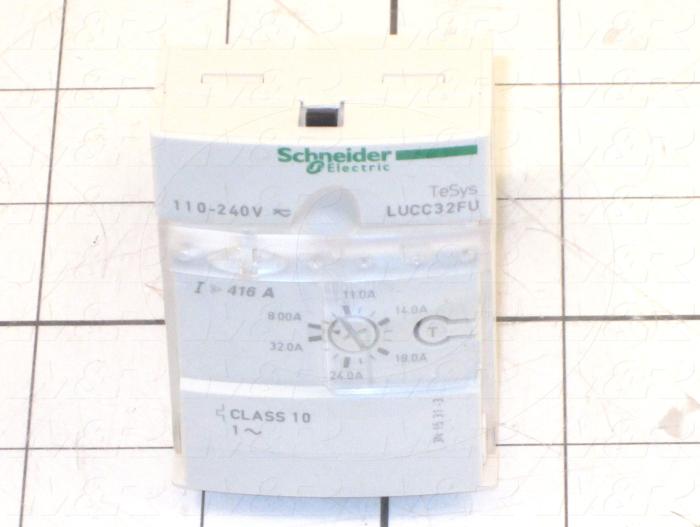 Schneider
Electric
TeSys
110-240V
LUCC32FU
I > 416 A
11.0A
8.00A
14.0A
T
32.0A
18.0A
24.0A
CLASS 10
1~